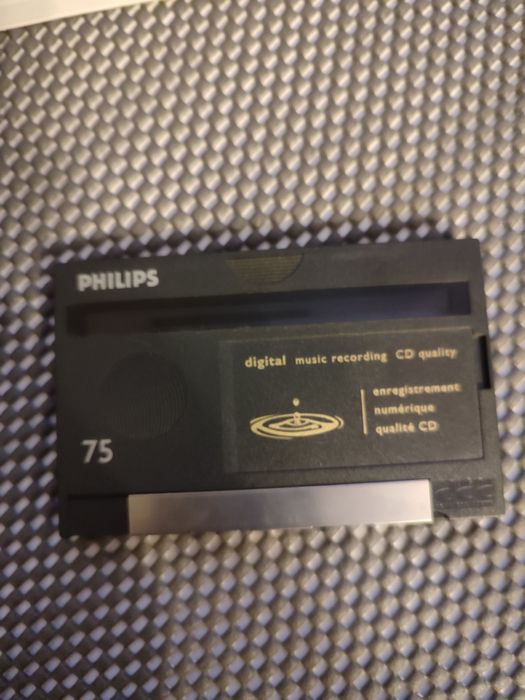 PHILIPS
digital music recording CD quality
enregistrement
numérique
qualité CD
75